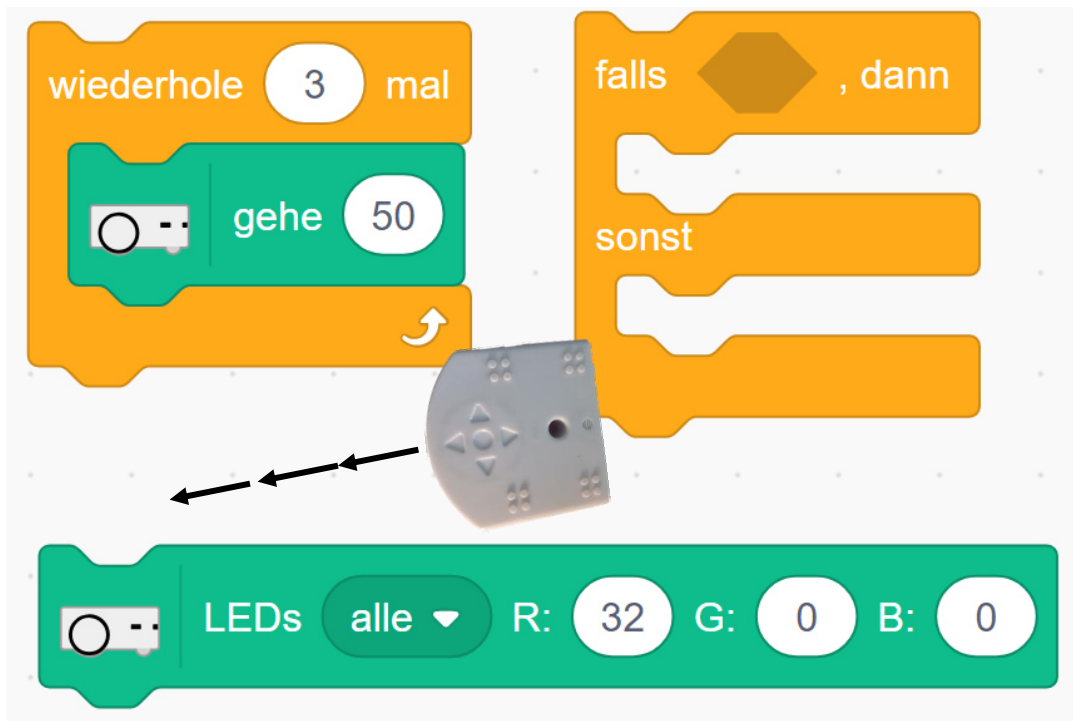 wiederhole 3 mal
gehe 50
falls , dann
sonst
LEDs alle R: 32 G: 0 B: 0